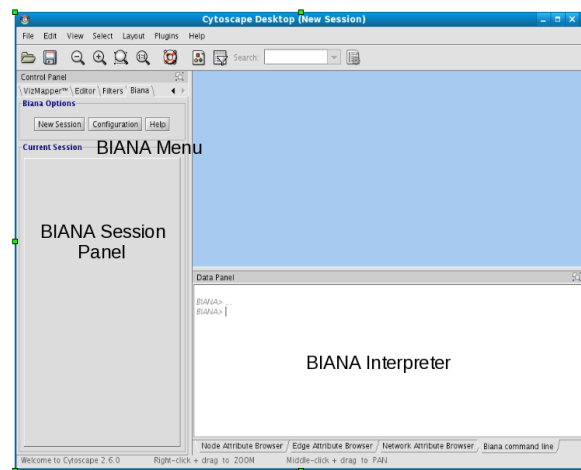 Cytoscape Desktop (New Session)
File Edit View Select Layout Plugins Help
Search:
Control Panel
VizMapper™ Editor Filters Biana
Biana Options
New Session Configuration Help
Current Session
BIANA Menu
BIANA Session
Panel
Data Panel
BIANA> ...
BIANA>
BIANA Interpreter
Node Attribute Browser Edge Attribute Browser Network Attribute Browser Biana command line
Welcome to Cytoscape 2.6.0 Right-click + drag to ZOOM Middle-click + drag to PAN